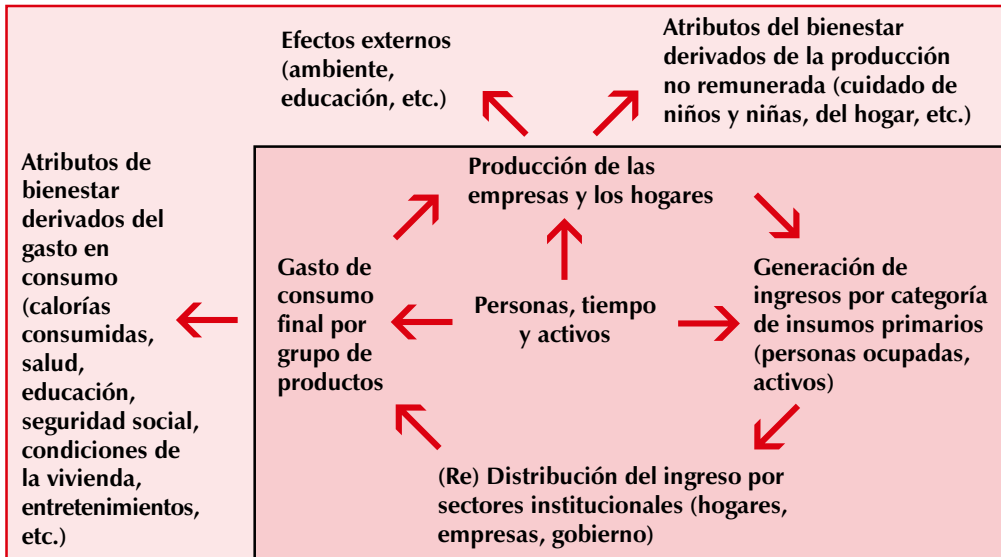 Efectos externos
(ambiente,
educación, etc.)
Atributos del bienestar
derivados de la producción
no remunerada (cuidado de
niños y niñas, del hogar, etc.)
Atributos de
bienestar
derivados del
gasto en
consumo
(calorías
consumidas,
salud,
educación,
seguridad social,
condiciones de
la vivienda,
entretenimientos,
etc.)
Producción de las
empresas y los hogares
Gasto de
consumo
final por
grupo de
productos
Personas, tiempo
y activos
Generación de
ingresos por categoría
de insumos primarios
(personas ocupadas,
activos)
(Re) Distribución del ingreso por
sectores institucionales (hogares,
empresas, gobierno)